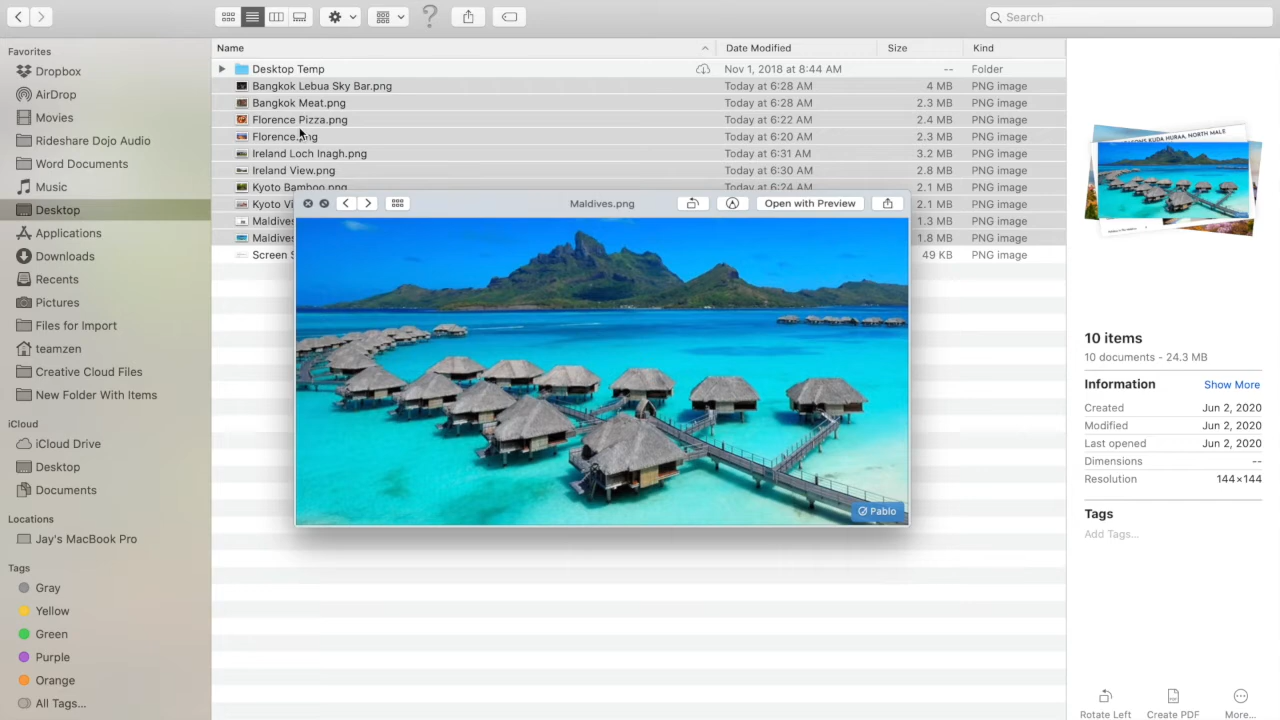 Search
Favorites
Dropbox
AirDrop
Movies
Rideshare Dojo Audio
Word Documents
Music
Desktop
Applications
Downloads
Recents
Pictures
Files for Import
teamzen
Creative Cloud Files
New Folder With Items
iCloud
iCloud Drive
Desktop
Documents
Locations
Jay's MacBook Pro
Tags
Gray
Yellow
Green
Purple
Orange
All Tags...
Name Date Modified Size Kind
Desktop Temp Nov 1, 2018 at 8:44 AM -- Folder
Bangkok Lebua Sky Bar.png Today at 6:28 AM 4 MB PNG image
Bangkok Meat.png Today at 6:28 AM 2.3 MB PNG image
Florence Pizza.png Today at 6:22 AM 2.4 MB PNG image
Florence.png Today at 6:20 AM 2.3 MB PNG image
Ireland Loch Inagh.png Today at 6:31 AM 3.2 MB PNG image
Ireland View.png Today at 6:30 AM 2.8 MB PNG image
Kyoto Bamboo.png Today at 6:24 AM 2.1 MB PNG image
Kyoto Vi 2.1 MB PNG image
Maldives 1.3 MB PNG image
Maldives 1.8 MB PNG image
Screen S 49 KB PNG image
Maldives.png Open with Preview
Pablo
KUDA HURAA, NORTH MALE
10 items
10 documents - 24.3 MB
Information Show More
Created Jun 2, 2020
Modified Jun 2, 2020
Last opened Jun 2, 2020
Dimensions --
Resolution 144×144
Tags
Add Tags...
Rotate Left Create PDF More...